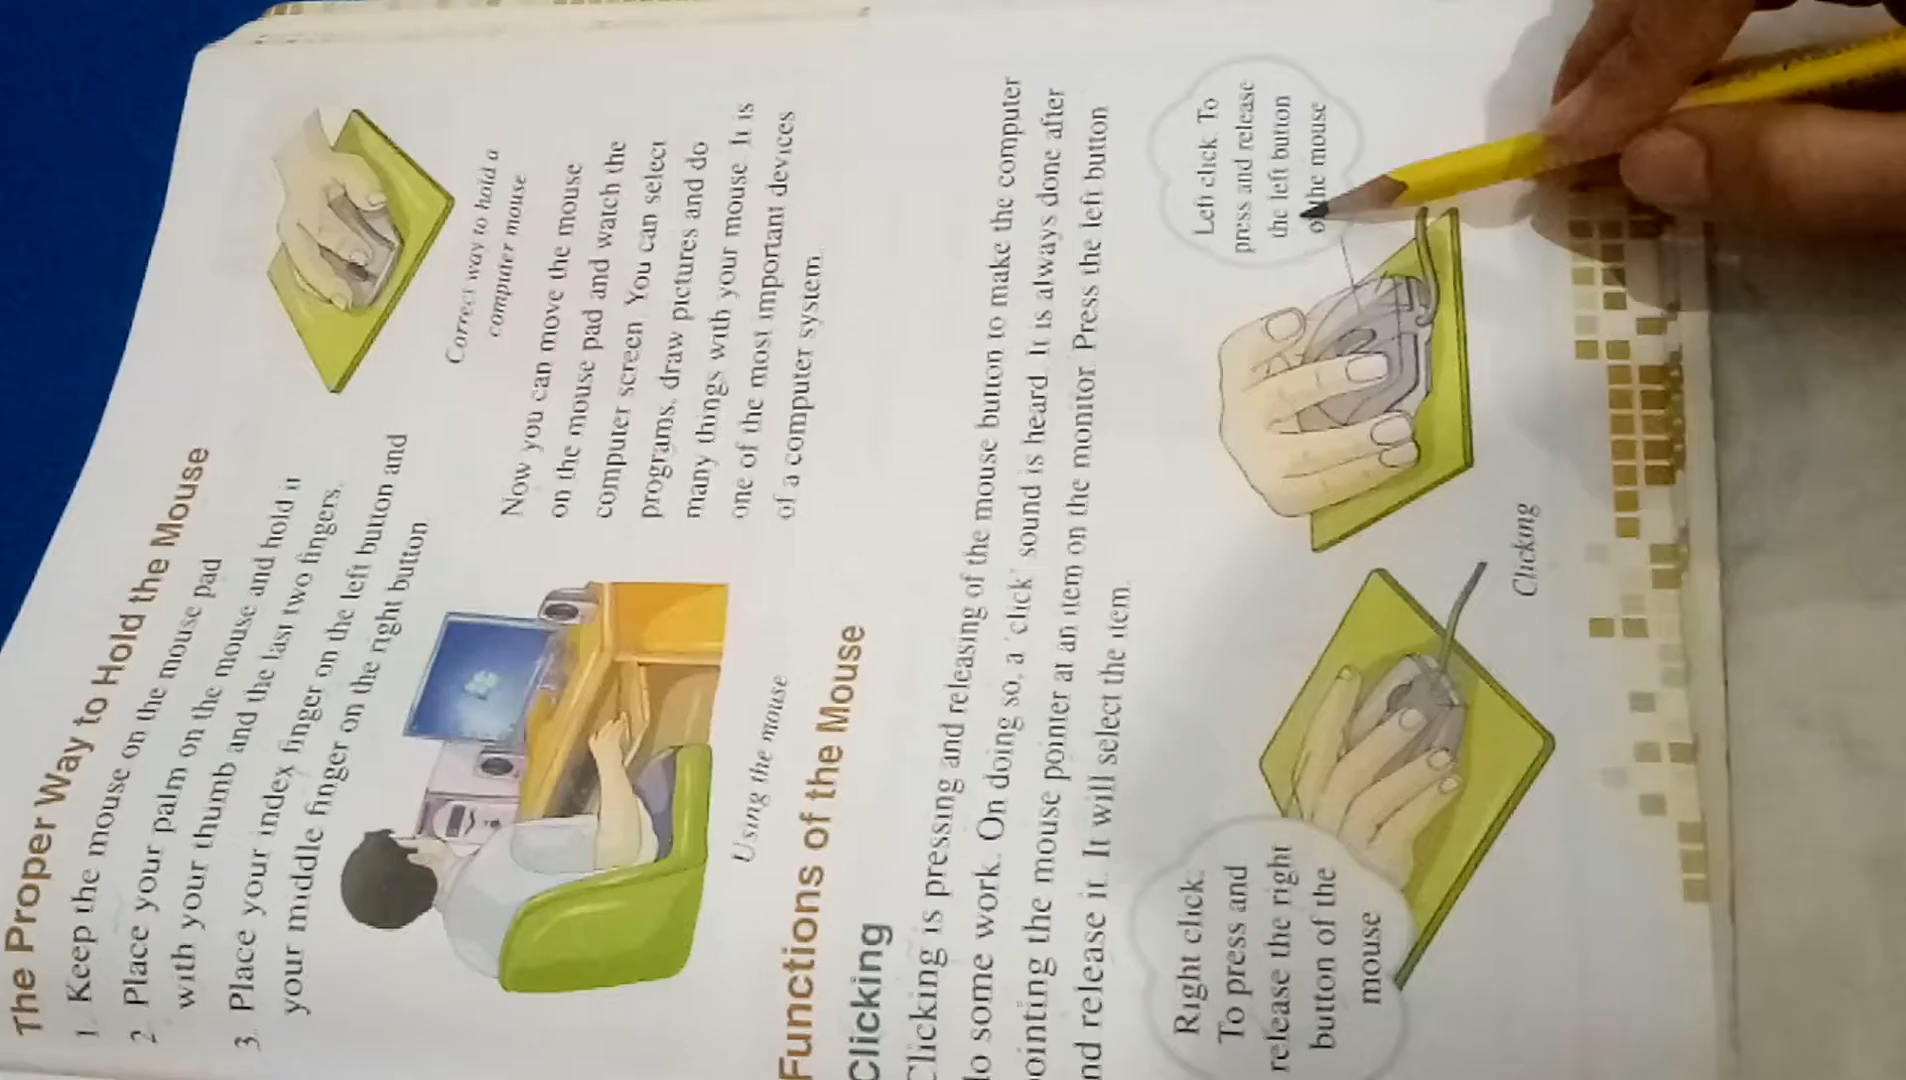 The Proper Way to Hold the Mouse
1. Keep the mouse on the mouse pad
2. Place your palm on the mouse and hold it
with your thumb and the last two fingers.
3. Place your index finger on the left button and
your middle finger on the right button.
Correct way to hold a
computer mouse
Using the mouse
Now you can move the mouse
on the mouse pad and watch the
computer screen. You can select
programs, draw pictures and do
many things with your mouse. It is
one of the most important devices
of a computer system.
Functions of the Mouse
Clicking
Clicking is pressing and releasing of the mouse button to make the computer
do some work. On doing so, a 'click' sound is heard. It is always done after
pointing the mouse pointer at an item on the monitor. Press the left button
and release it. It will select the item.
Right click:
To press and
release the right
button of the
mouse
Left click: To
press and release
the left button
of the mouse
Clicking